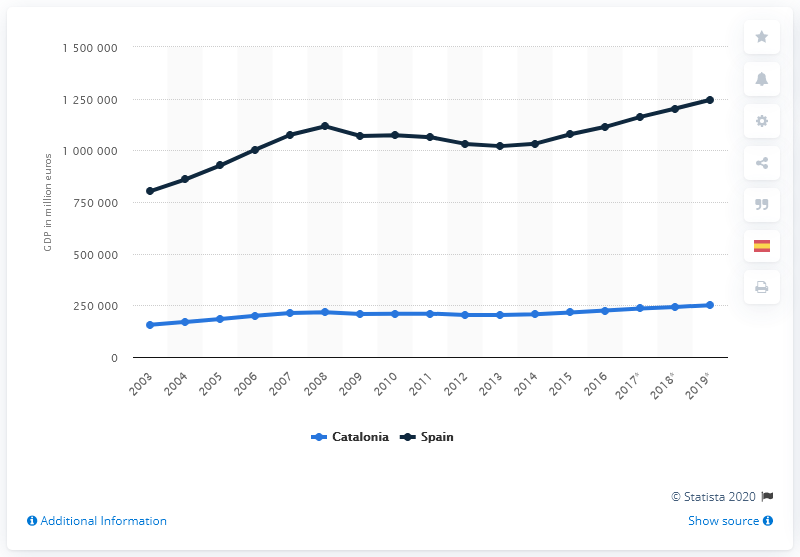 1 500 000
1 250 000
1 000 000
750 000
500 000
250 000
0
GDP in million euros
2003 2004 2005 2006 2007 2008 2009 2010 2011 2012 2013 2014 2015 2016 2017* 2018* 2019*
Catalonia Spain
© Statista 2020
Additional Information Show source